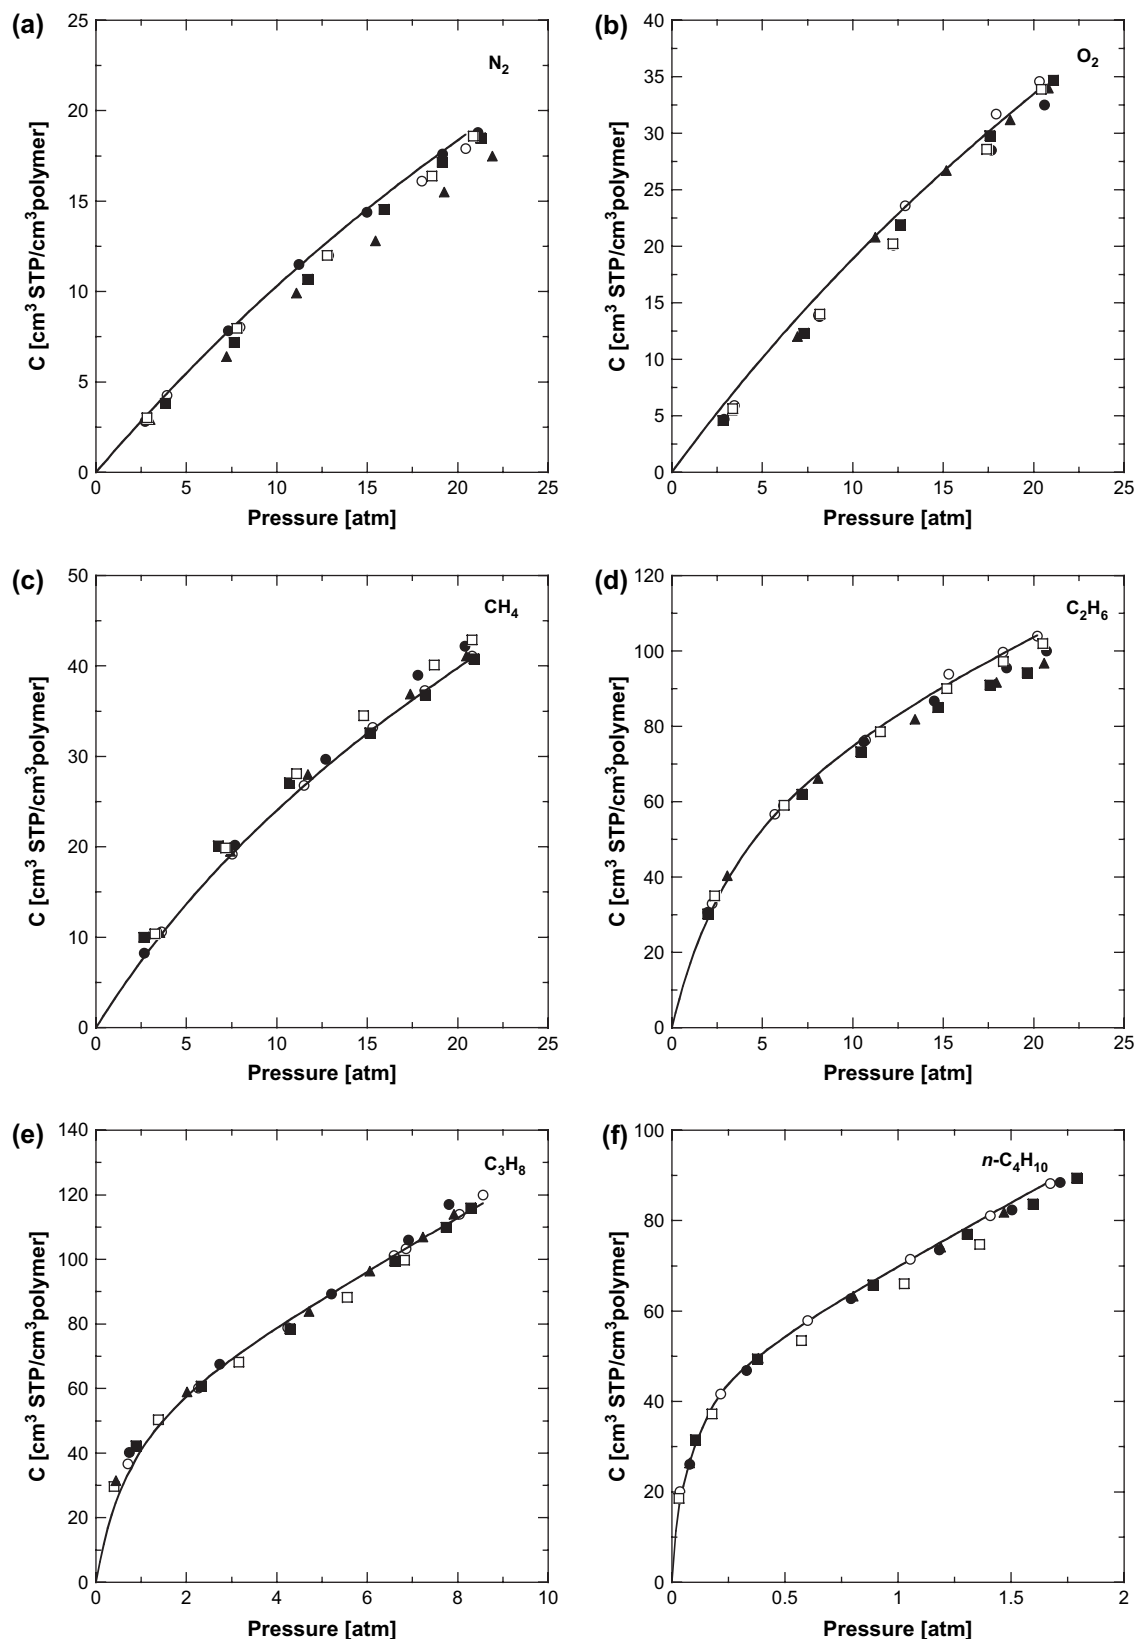 (a)
N₂
25
20
15
10
5
0
C [cm³ STP/cm³polymer]
0 5 10 15 20 25
Pressure [atm]
(b)
O₂
40
35
30
25
20
15
10
5
0
C [cm³ STP/cm³polymer]
0 5 10 15 20 25
Pressure [atm]
(c)
CH₄
50
40
30
20
10
0
C [cm³ STP/cm³polymer]
0 5 10 15 20 25
Pressure [atm]
(d)
C₂H₆
120
100
80
60
40
20
0
C [cm³ STP/cm³polymer]
0 5 10 15 20 25
Pressure [atm]
(e)
C₃H₈
140
120
100
80
60
40
20
0
C [cm³ STP/cm³polymer]
0 2 4 6 8 10
Pressure [atm]
(f)
n-C₄H₁₀
100
80
60
40
20
0
C [cm³ STP/cm³polymer]
0 0.5 1 1.5 2
Pressure [atm]